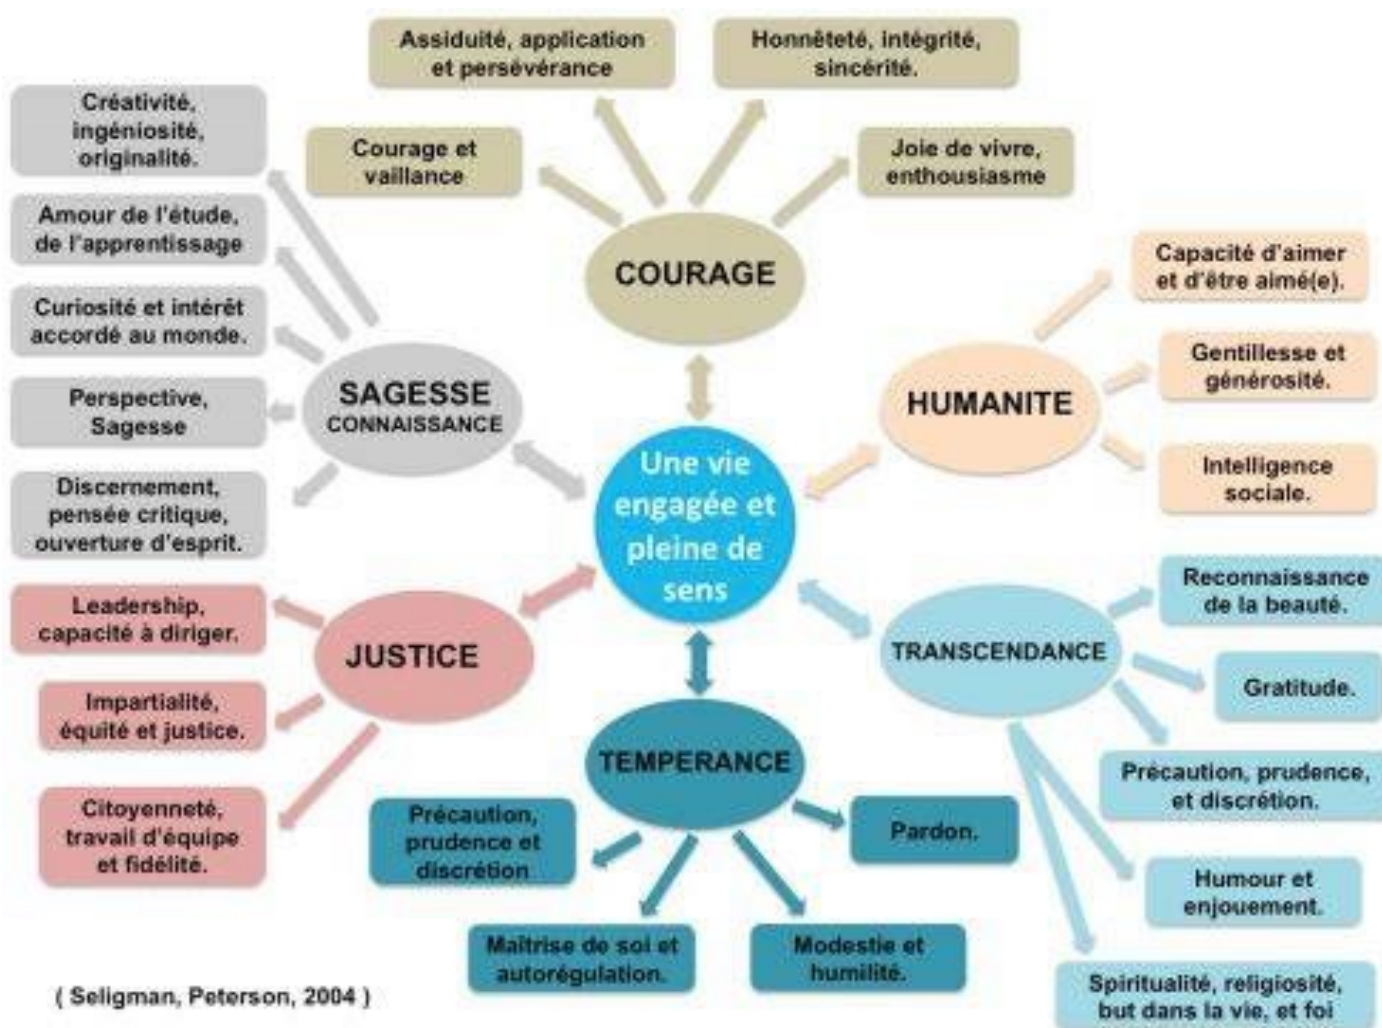 Assiduité, application
et persévérance
Honnêteté, intégrité,
sincérité.
Créativité,
ingéniosité,
originalité.
Courage et
vaillance
Joie de vivre,
enthousiasme
Amour de l'étude,
de l'apprentissage
COURAGE
Capacité d'aimer
et d'être aimé(e).
Curiosité et intérêt
accordé au monde.
Gentillesse et
générosité.
SAGESSE
CONNAISSANCE
HUMANITE
Perspective,
Sagesse
Intelligence
sociale.
Discernement,
pensée critique,
ouverture d'esprit.
Une vie
engagée et
pleine de
sens
Leadership,
capacité à diriger.
Reconnaissance
de la beauté.
JUSTICE
TRANSCENDANCE
Impartialité,
équité et justice.
Gratitude.
TEMPERANCE
Précaution, prudence,
et discrétion.
Citoyenneté,
travail d'équipe
et fidélité.
Précaution,
prudence et
discrétion
Pardon.
Humour et
enjouement.
Maîtrise de soi et
autorégulation.
Modestie et
humilité.
Spiritualité, religiosité,
but dans la vie, et foi
( Seligman, Peterson, 2004 )